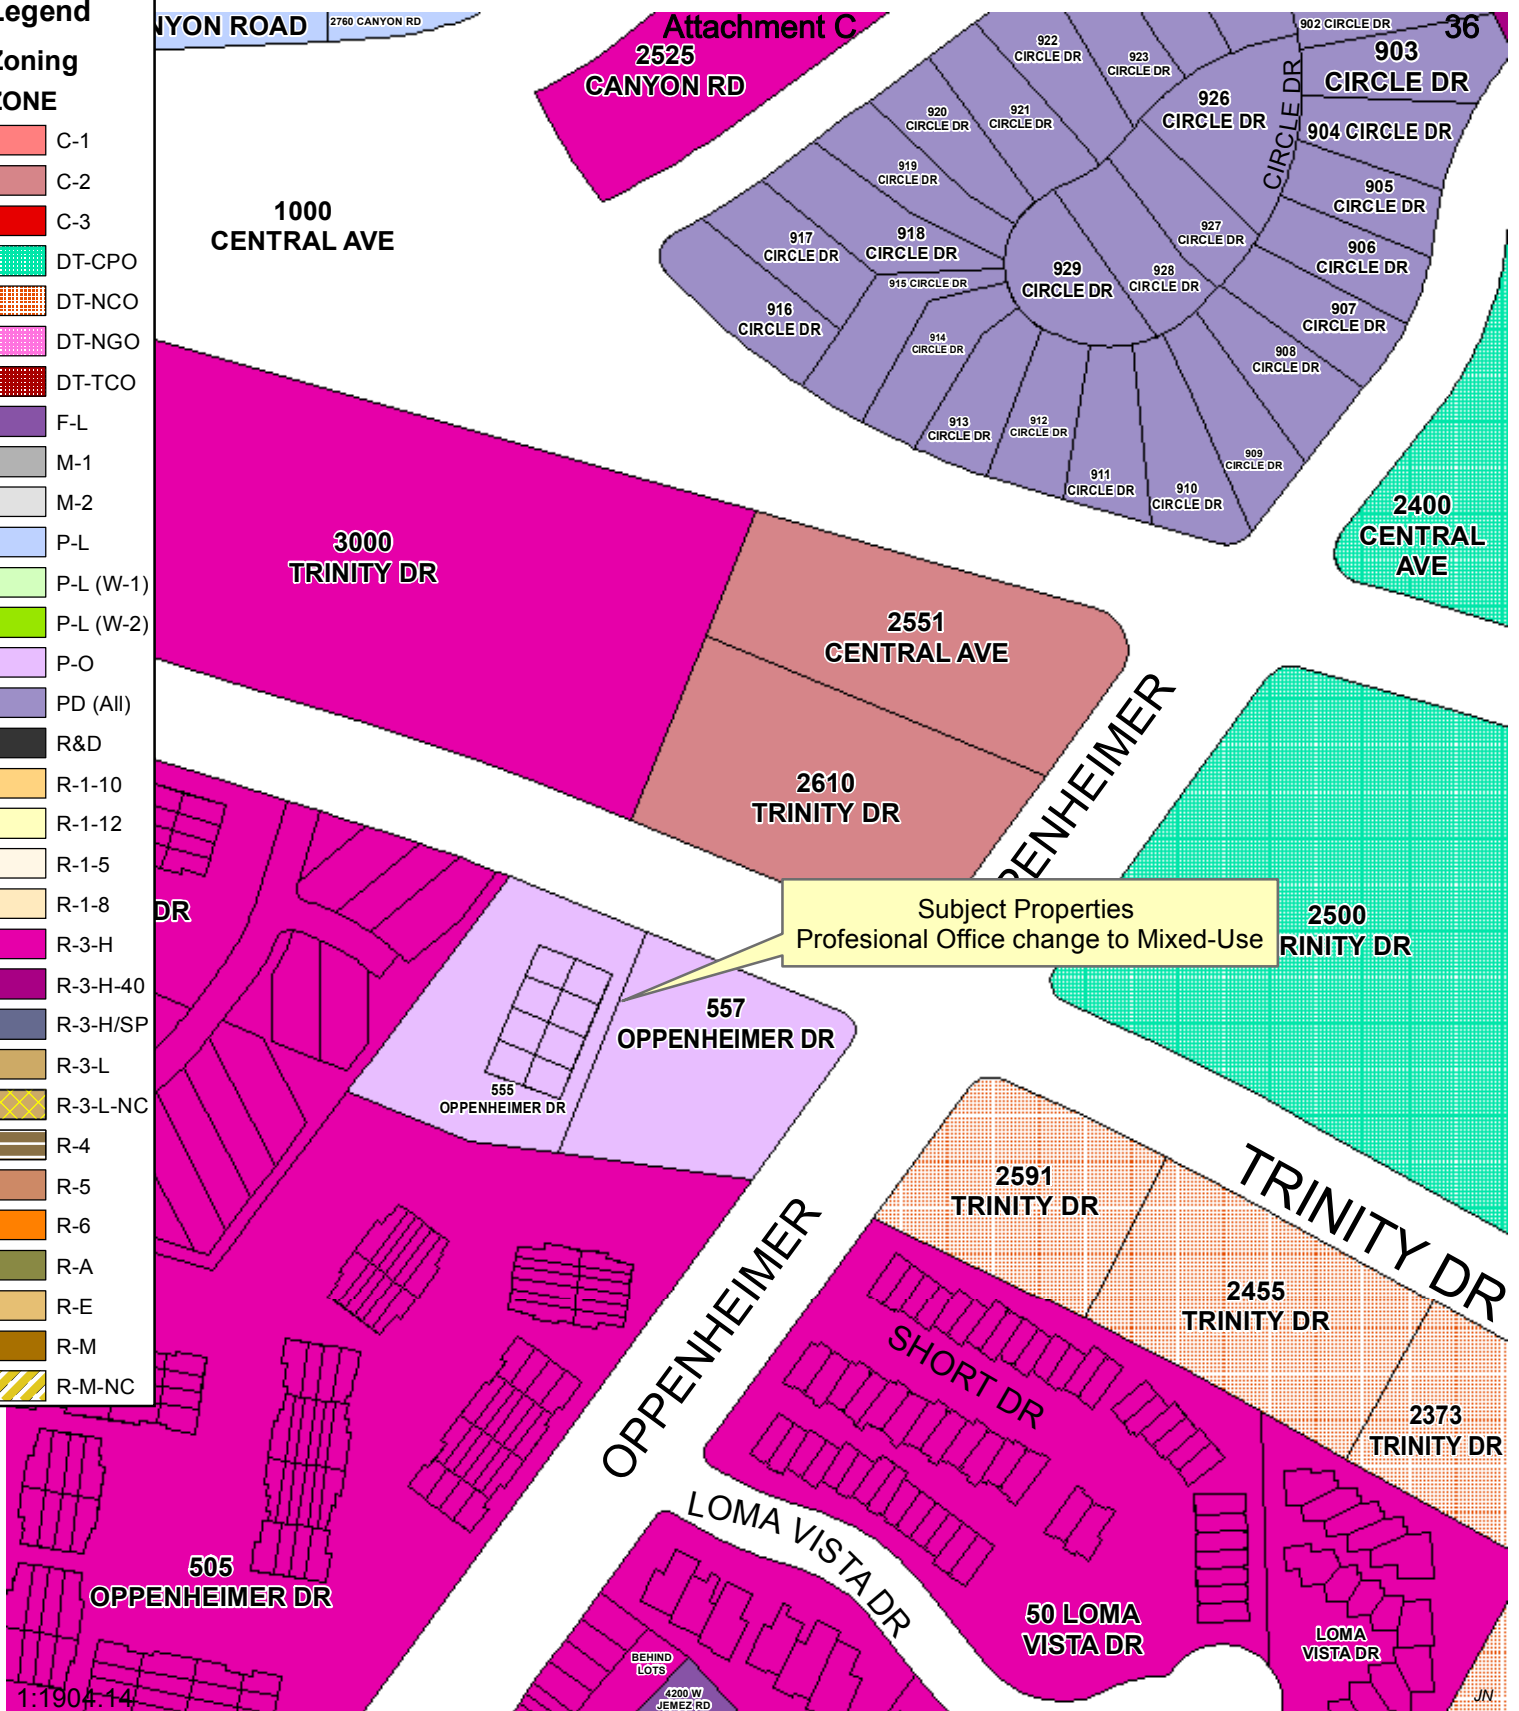 Legend
Zoning
ZONE
C-1
C-2
C-3
DT-CPO
DT-NCO
DT-NGO
DT-TCO
F-L
M-1
M-2
P-L
P-L (W-1)
P-L (W-2)
P-O
PD (All)
R&D
R-1-10
R-1-12
R-1-5
R-1-8
R-3-H
R-3-H-40
R-3-H/SP
R-3-L
R-3-L-NC
R-4
R-5
R-6
R-A
R-E
R-M
R-M-NC
NYON ROAD
2760 CANYON RD
Attachment C
36
2525
CANYON RD
1000
CENTRAL AVE
922
CIRCLE DR
923
CIRCLE DR
902 CIRCLE DR
903
CIRCLE DR
920
CIRCLE DR
921
CIRCLE DR
926
CIRCLE DR
CIRCLE DR
904 CIRCLE DR
919
CIRCLE DR
905
CIRCLE DR
917
CIRCLE DR
918
CIRCLE DR
927
CIRCLE DR
906
CIRCLE DR
915 CIRCLE DR
929
CIRCLE DR
928
CIRCLE DR
916
CIRCLE DR
907
CIRCLE DR
914
CIRCLE DR
908
CIRCLE DR
913
CIRCLE DR
912
CIRCLE DR
909
CIRCLE DR
911
CIRCLE DR
910
CIRCLE DR
2400
CENTRAL
AVE
3000
TRINITY DR
2551
CENTRAL AVE
2610
TRINITY DR
PENHEIMER
DR
Subject Properties
Profesional Office change to Mixed-Use
2500
RINITY DR
557
OPPENHEIMER DR
555
OPPENHEIMER DR
2591
TRINITY DR
TRINITY DR
2455
TRINITY DR
OPPENHEIMER
SHORT DR
2373
TRINITY DR
LOMA VISTA DR
505
OPPENHEIMER DR
50 LOMA
VISTA DR
LOMA
VISTA DR
BEHIND
LOTS
4200 W
JEMEZ RD
1:1904.14
JN